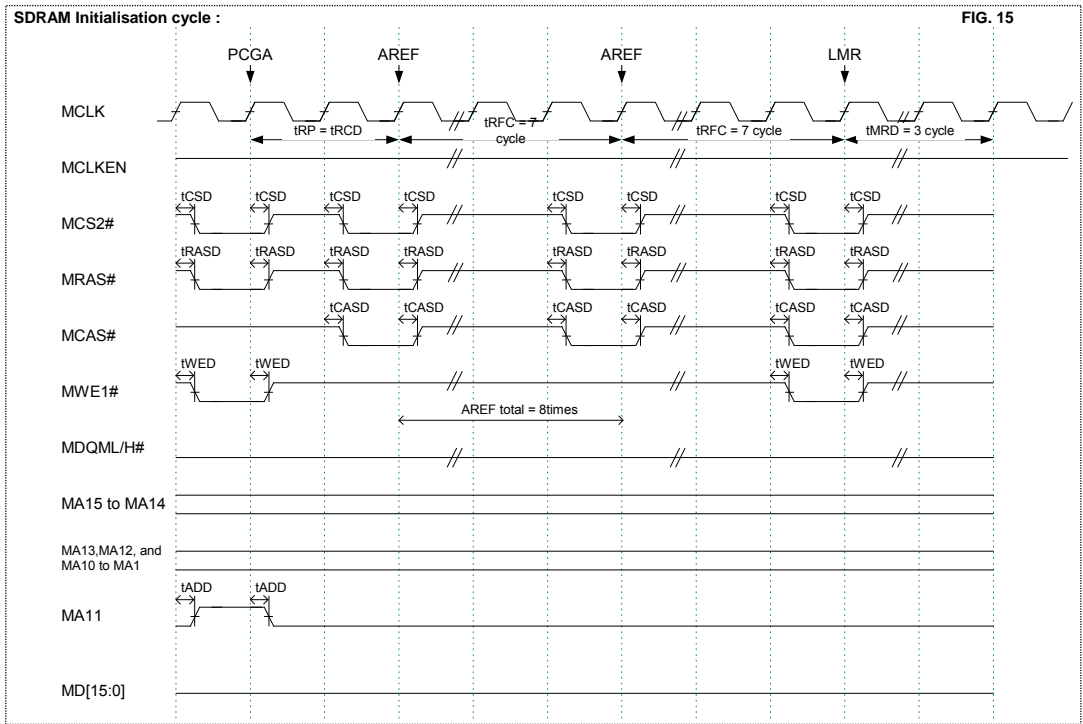 SDRAM Initialisation cycle :
FIG. 15
PCGA AREF AREF LMR
MCLK
tRP = tRCD
tRFC = 7
cycle
tRFC = 7 cycle
tMRD = 3 cycle
MCLKEN
tCSD tCSD tCSD tCSD tCSD tCSD tCSD tCSD
MCS2#
tRASD tRASD tRASD tRASD tRASD tRASD tRASD tRASD
MRAS#
tCASD tCASD tCASD tCASD tCASD tCASD
MCAS#
tWED tWED tWED tWED
MWE1#
AREF total = 8times
MDQML/H#
MA15 to MA14
MA13,MA12, and
MA10 to MA1
tADD tADD
MA11
MD[15:0]